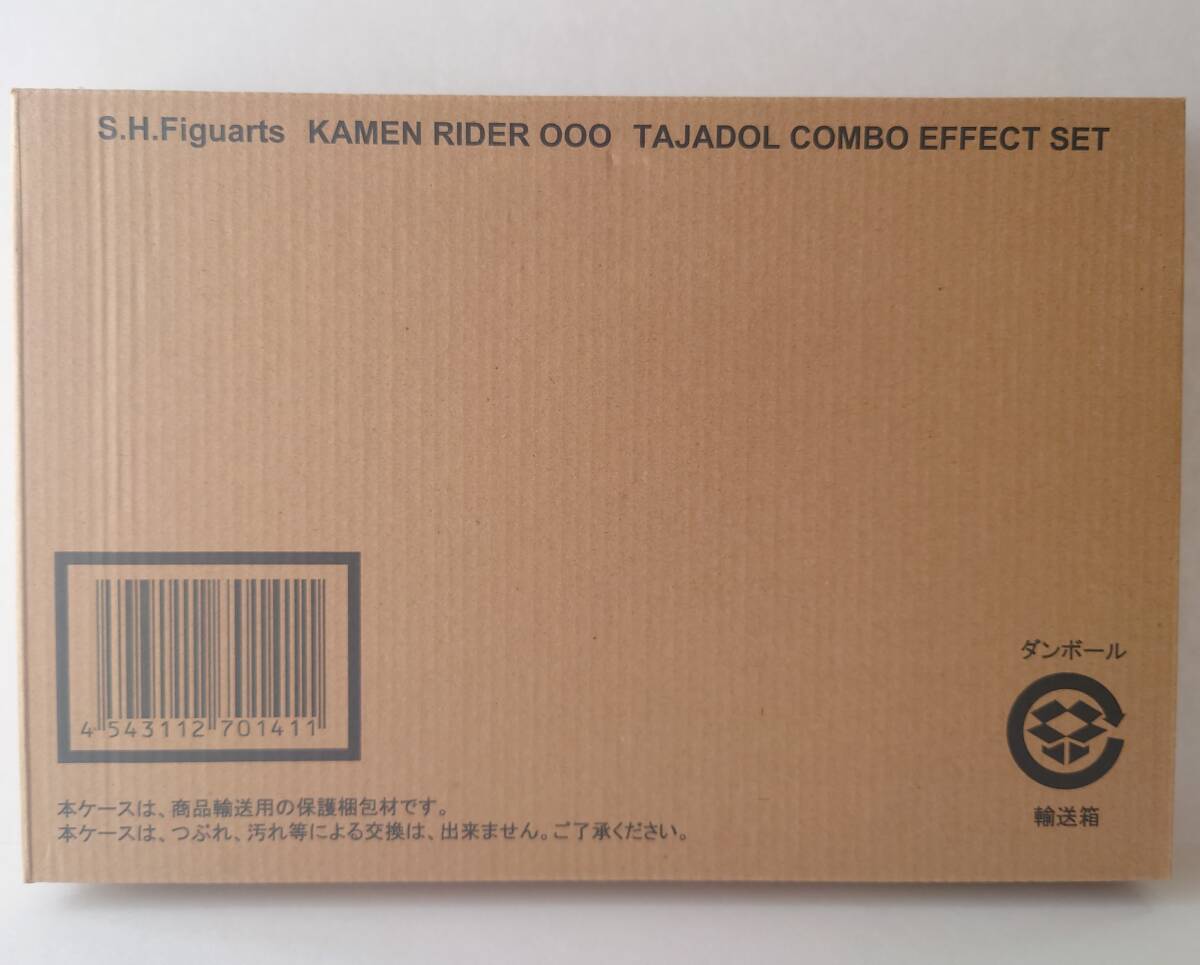 S.H.Figuarts KAMEN RIDER OOO TAJADOL COMBO EFFECT SET
ダンボール
4 543112 701411
輸送箱
本ケースは、商品輸送用の保護梱包材です。
本ケースは、つぶれ、汚れ等による交換は、出来ません。ご了承ください。